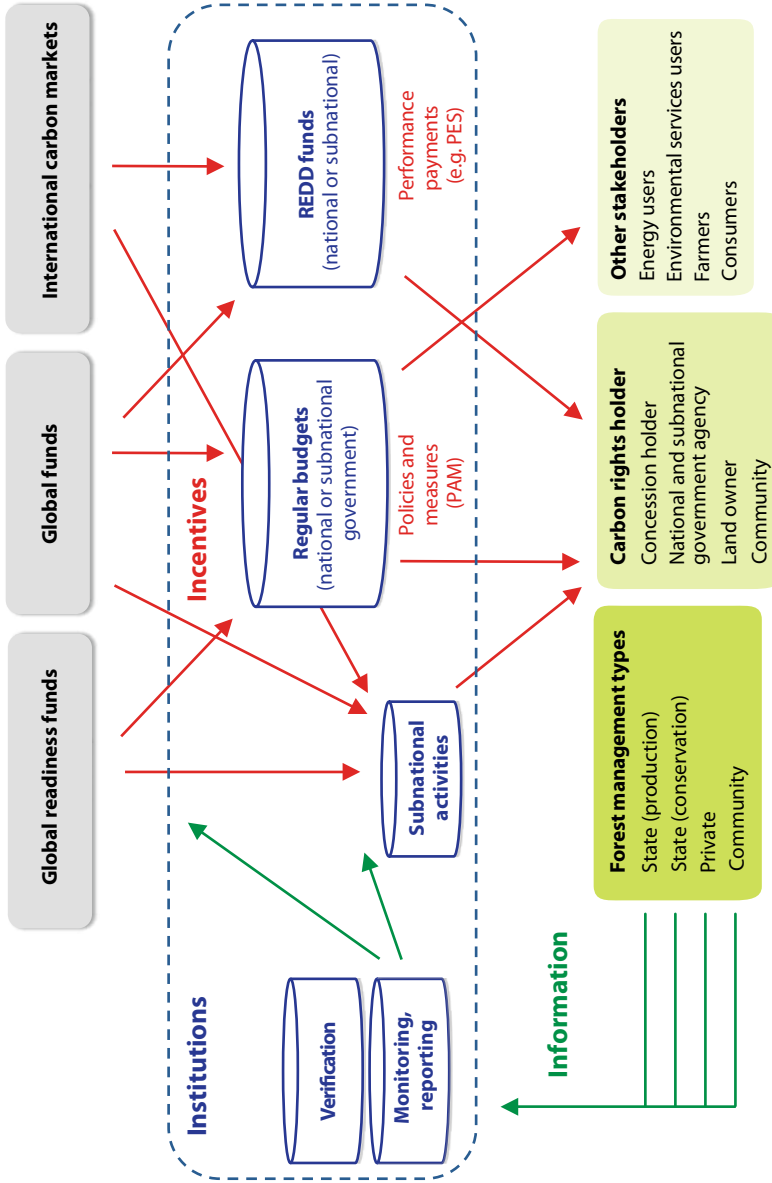 Global readiness funds
Global funds
International carbon markets
Institutions
Incentives
Verification
Monitoring,
reporting
Subnational
activities
Regular budgets
(national or subnational
government)
REDD funds
(national or subnational)
Policies and
measures
(PAM)
Performance
payments
(e.g. PES)
Information
Forest management types
State (production)
State (conservation)
Private
Community
Carbon rights holder
Concession holder
National and subnational
government agency
Land owner
Community
Other stakeholders
Energy users
Environmental services users
Farmers
Consumers